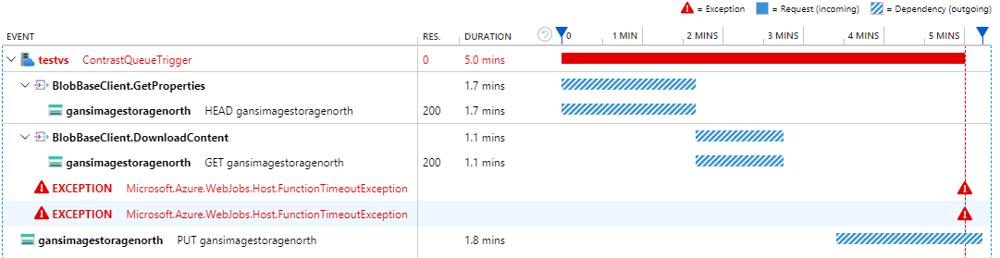 = Exception = Request (incoming) = Dependency (outgoing)
EVENT RES. DURATION 0 1 MIN 2 MINS 3 MINS 4 MINS 5 MINS
testvs ContrastQueueTrigger 0 5.0 mins
BlobBaseClient.GetProperties 1.7 mins
gansimagestoragenorth HEAD gansimagestoragenorth 200 1.7 mins
BlobBaseClient.DownloadContent 1.1 mins
gansimagestoragenorth GET gansimagestoragenorth 200 1.1 mins
EXCEPTION Microsoft.Azure.WebJobs.Host.FunctionTimeoutException
EXCEPTION Microsoft.Azure.WebJobs.Host.FunctionTimeoutException
gansimagestoragenorth PUT gansimagestoragenorth 1.8 mins